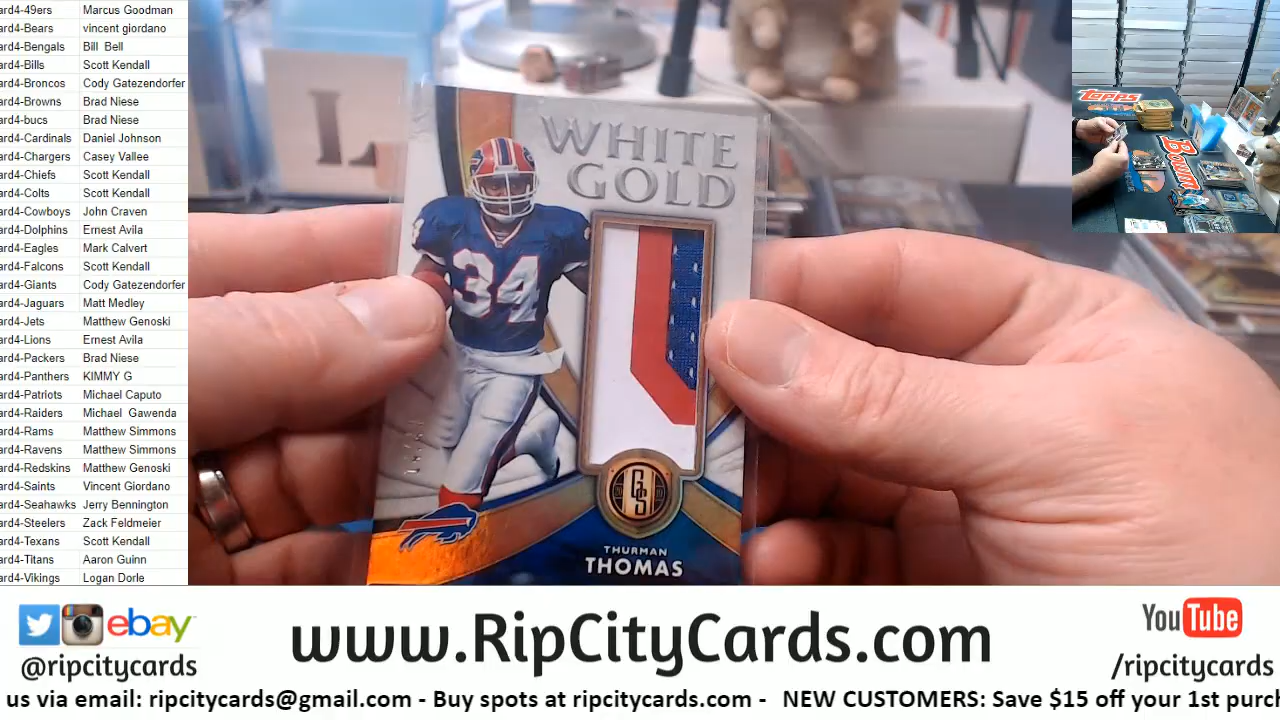 ard4-49ers Marcus Goodman
ard4-Bears vincent giordano
ard4-Bengals Bill Bell
ard4-Bills Scott Kendall
ard4-Broncos Cody Gatezendorfer
ard4-Browns Brad Niese
ard4-bucs Brad Niese
ard4-Cardinals Daniel Johnson
ard4-Chargers Casey Vallee
ard4-Chiefs Scott Kendall
ard4-Colts Scott Kendall
ard4-Cowboys John Craven
ard4-Dolphins Ernest Avila
ard4-Eagles Mark Calvert
ard4-Falcons Scott Kendall
ard4-Giants Cody Gatezendorfer
ard4-Jaguars Matt Medley
ard4-Jets Matthew Genoski
ard4-Lions Ernest Avila
ard4-Packers Brad Niese
ard4-Panthers KIMMY G
ard4-Patriots Michael Caputo
ard4-Raiders Michael Gawenda
ard4-Rams Matthew Simmons
ard4-Ravens Matthew Simmons
ard4-Redskins Matthew Genoski
ard4-Saints Vincent Giordano
ard4-Seahawks Jerry Bennington
ard4-Steelers Zack Feldmeier
ard4-Texans Scott Kendall
ard4-Titans Aaron Guinn
ard4-Vikings Logan Dorle
L
WHITE
GOLD
34
GS
THURMAN
THOMAS
Topps
Bowman
ebay
@ripcitycards
www.RipCityCards.com
YouTube
/ripcitycards
us via email: ripcitycards@gmail.com - Buy spots at ripcitycards.com - NEW CUSTOMERS: Save $15 off your 1st purch